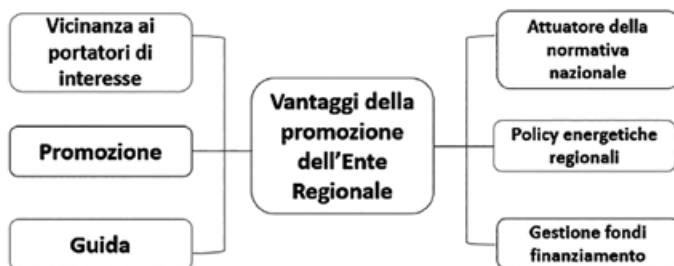 Vicinanza ai
portatori di
interesse
Promozione
Guida
Vantaggi della
promozione
dell'Ente
Regionale
Attuatore della
normativa
nazionale
Policy energetiche
regionali
Gestione fondi
finanziamento